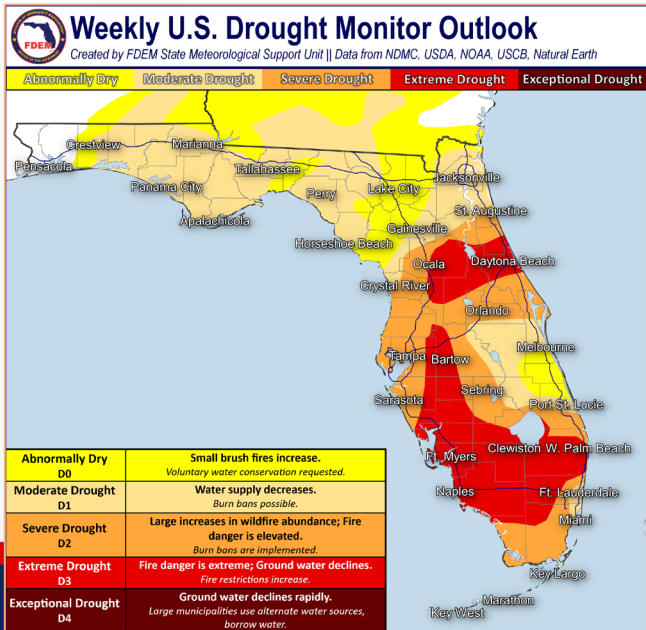 Weekly U.S. Drought Monitor Outlook
FDEM
Created by FDEM State Meteorological Support Unit || Data from NDMC, USDA, NOAA, USCB, Natural Earth
Abnormally Dry Moderate Drought Severe Drought Extreme Drought Exceptional Drought
Crestview
Marianna
Pensacola
Tallahassee
Jacksonville
Panama City
Perry
Lake City
Apalachicola
St. Augustine
Gainesville
Horseshoe Beach
Ocala
Daytona Beach
Crystal River
Orlando
Melbourne
Tampa
Bartow
Sebring
Sarasota
Port St. Lucie
Clewiston
W. Palm Beach
Ft. Myers
Naples
Ft. Lauderdale
Miami
Key Largo
Marathon
Key West
Abnormally Dry
D0
Small brush fires increase.
Voluntary water conservation requested.
Moderate Drought
D1
Water supply decreases.
Burn bans possible.
Severe Drought
D2
Large increases in wildfire abundance; Fire
danger is elevated.
Burn bans are implemented.
Extreme Drought
D3
Fire danger is extreme; Ground water declines.
Fire restrictions increase.
Exceptional Drought
D4
Ground water declines rapidly.
Large municipalities use alternate water sources,
borrow water.